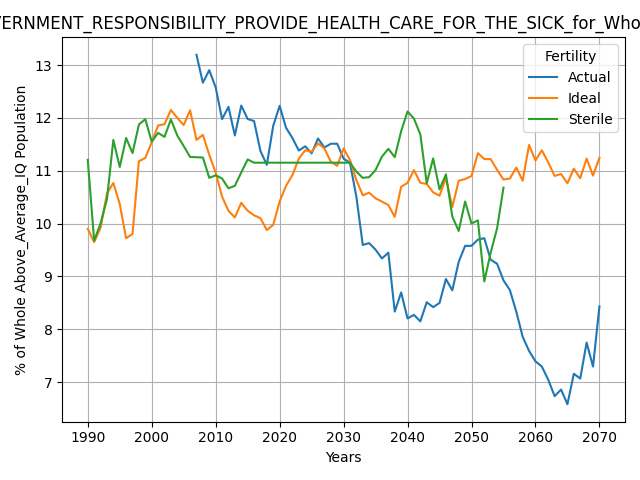 VERNMENT_RESPONSIBILITY_PROVIDE_HEALTH_CARE_FOR_THE_SICK_for_Who
Fertility
Actual
Ideal
Sterile
% of Whole Above_Average_IQ Population
13
12
11
10
9
8
7
1990 2000 2010 2020 2030 2040 2050 2060 2070
Years